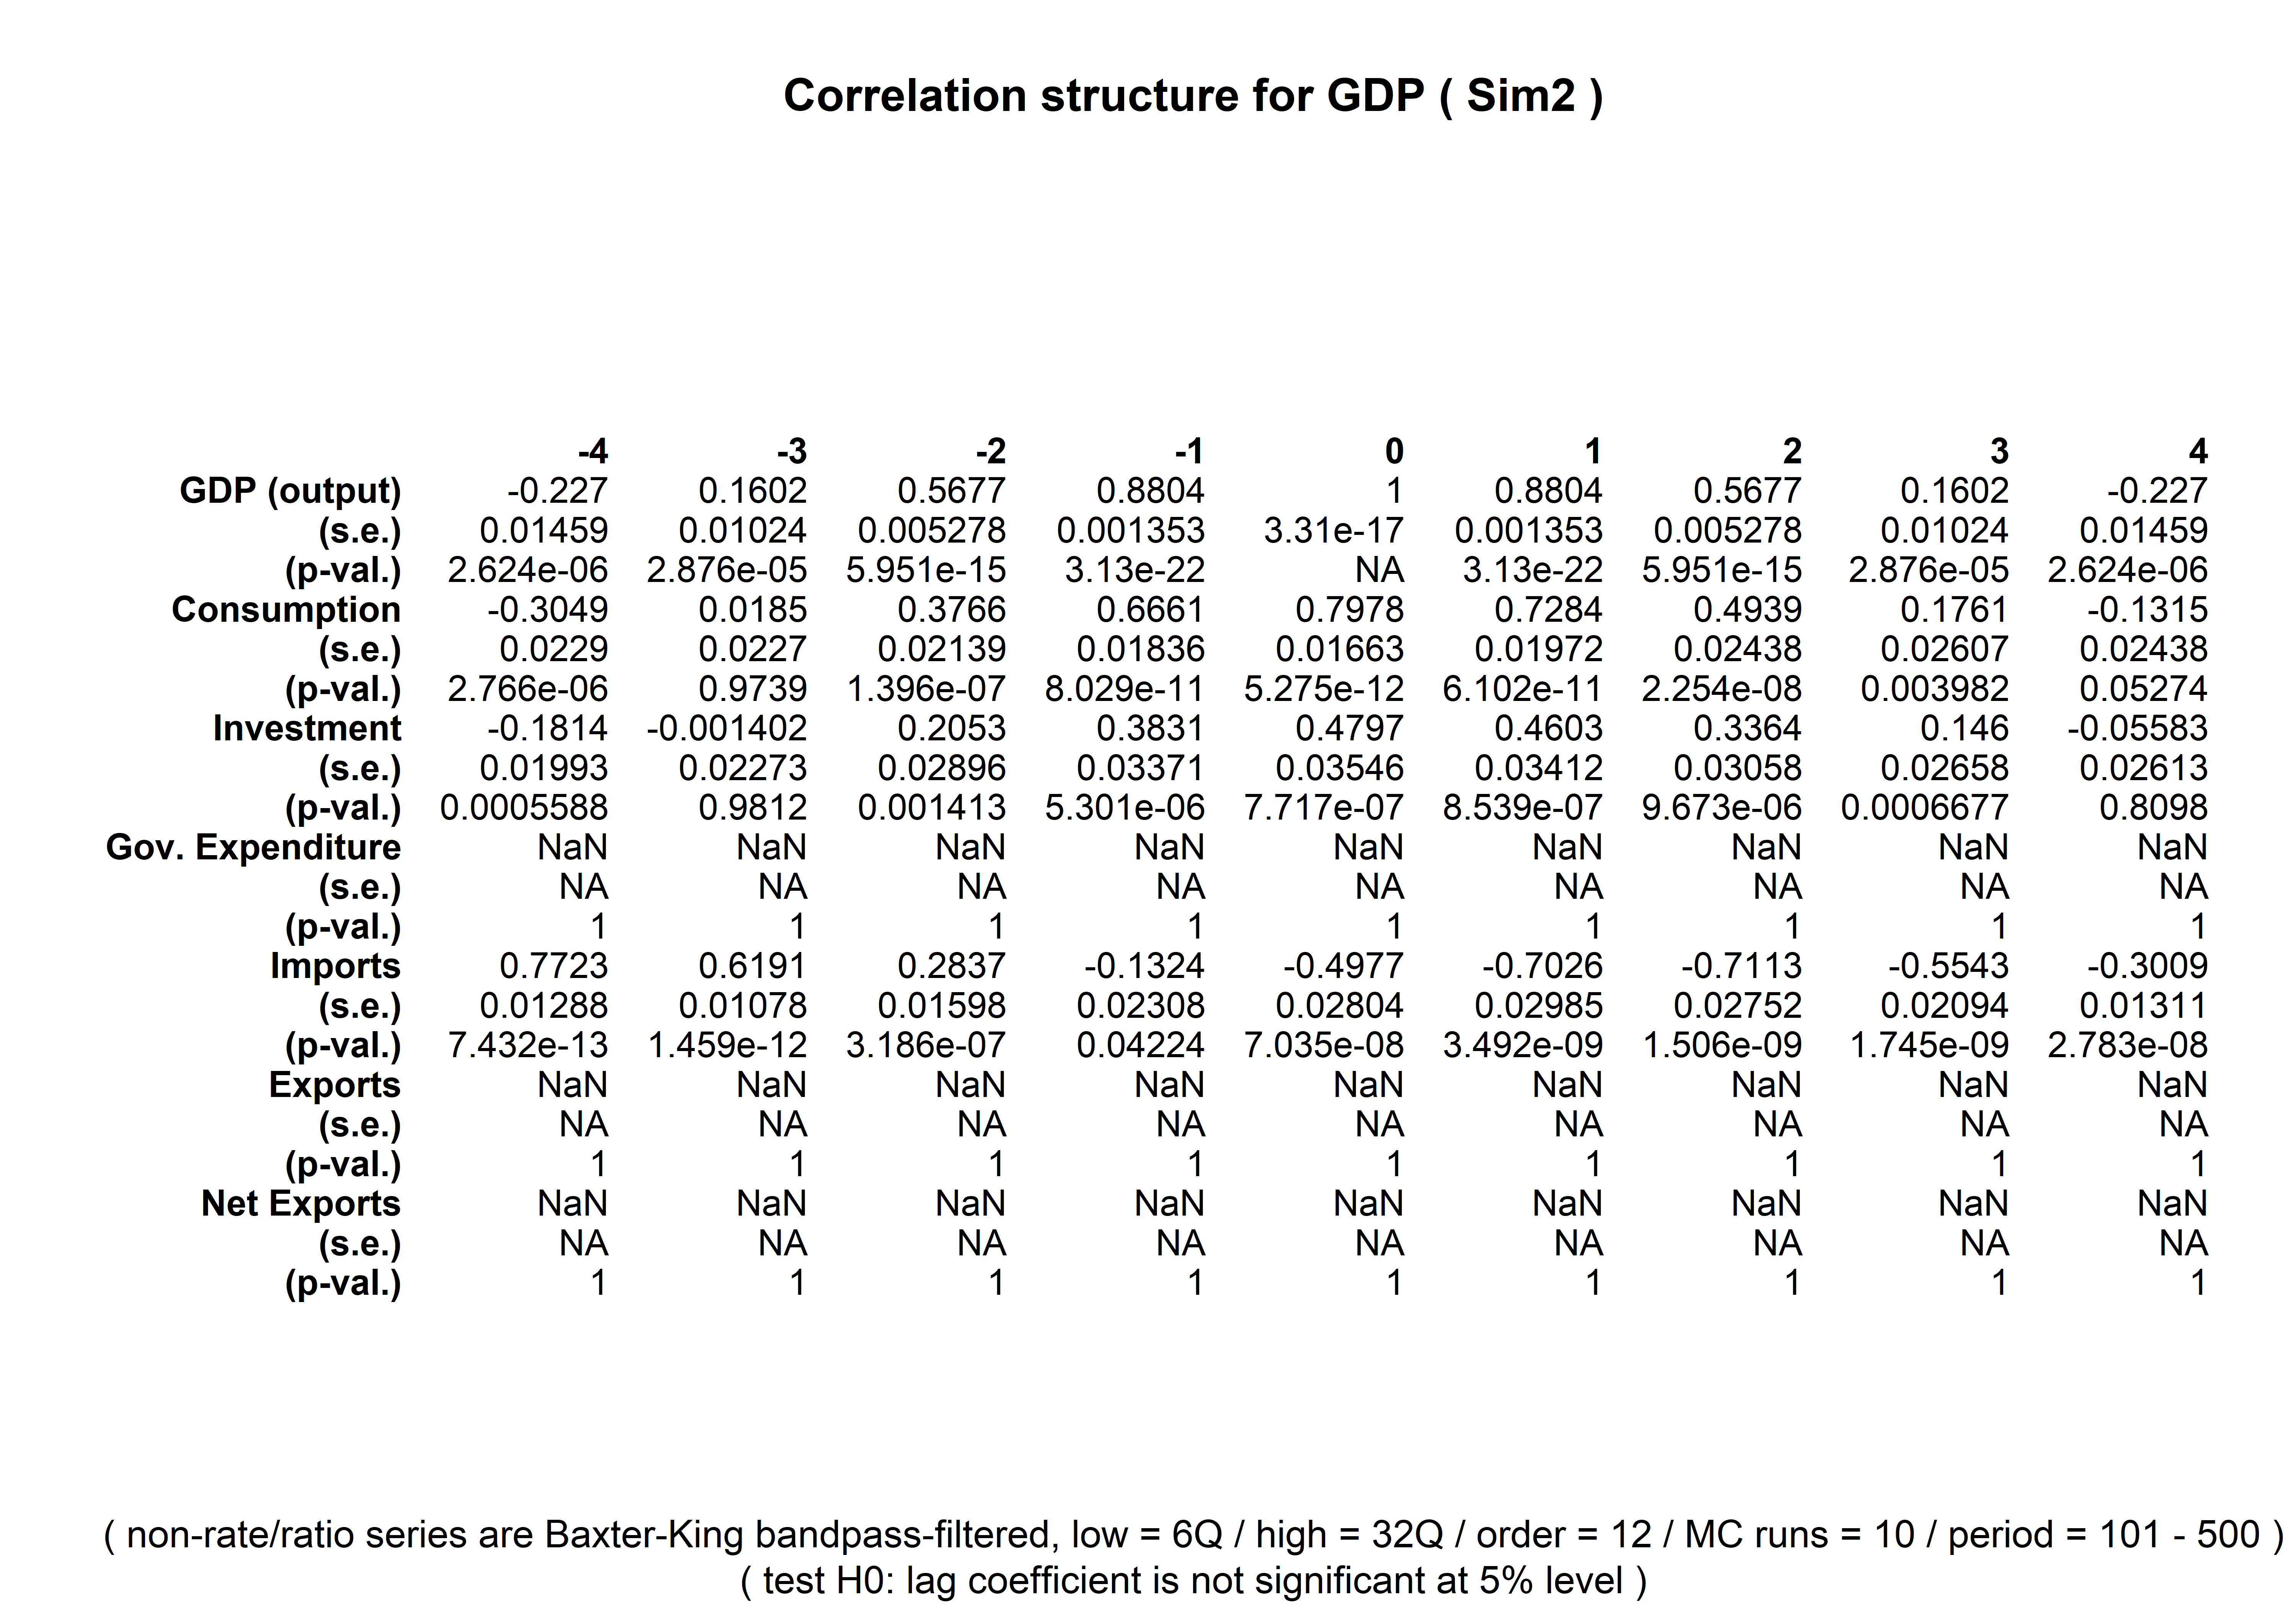 Correlation structure for GDP ( Sim2 )
-4 -3 -2 -1 0 1 2 3 4
GDP (output) -0.227 0.1602 0.5677 0.8804 1 0.8804 0.5677 0.1602 -0.227
(s.e.) 0.01459 0.01024 0.005278 0.001353 3.31e-17 0.001353 0.005278 0.01024 0.01459
(p-val.) 2.624e-06 2.876e-05 5.951e-15 3.13e-22 NA 3.13e-22 5.951e-15 2.876e-05 2.624e-06
Consumption -0.3049 0.0185 0.3766 0.6661 0.7978 0.7284 0.4939 0.1761 -0.1315
(s.e.) 0.0229 0.0227 0.02139 0.01836 0.01663 0.01972 0.02438 0.02607 0.02438
(p-val.) 2.766e-06 0.9739 1.396e-07 8.029e-11 5.275e-12 6.102e-11 2.254e-08 0.003982 0.05274
Investment -0.1814 -0.001402 0.2053 0.3831 0.4797 0.4603 0.3364 0.146 -0.05583
(s.e.) 0.01993 0.02273 0.02896 0.03371 0.03546 0.03412 0.03058 0.02658 0.02613
(p-val.) 0.0005588 0.9812 0.001413 5.301e-06 7.717e-07 8.539e-07 9.673e-06 0.0006677 0.8098
Gov. Expenditure NaN NaN NaN NaN NaN NaN NaN NaN NaN
(s.e.) NA NA NA NA NA NA NA NA NA
(p-val.) 1 1 1 1 1 1 1 1 1
Imports 0.7723 0.6191 0.2837 -0.1324 -0.4977 -0.7026 -0.7113 -0.5543 -0.3009
(s.e.) 0.01288 0.01078 0.01598 0.02308 0.02804 0.02985 0.02752 0.02094 0.01311
(p-val.) 7.432e-13 1.459e-12 3.186e-07 0.04224 7.035e-08 3.492e-09 1.506e-09 1.745e-09 2.783e-08
Exports NaN NaN NaN NaN NaN NaN NaN NaN NaN
(s.e.) NA NA NA NA NA NA NA NA NA
(p-val.) 1 1 1 1 1 1 1 1 1
Net Exports NaN NaN NaN NaN NaN NaN NaN NaN NaN
(s.e.) NA NA NA NA NA NA NA NA NA
(p-val.) 1 1 1 1 1 1 1 1 1
( non-rate/ratio series are Baxter-King bandpass-filtered, low = 6Q / high = 32Q / order = 12 / MC runs = 10 / period = 101 - 500 )
( test H0: lag coefficient is not significant at 5% level )